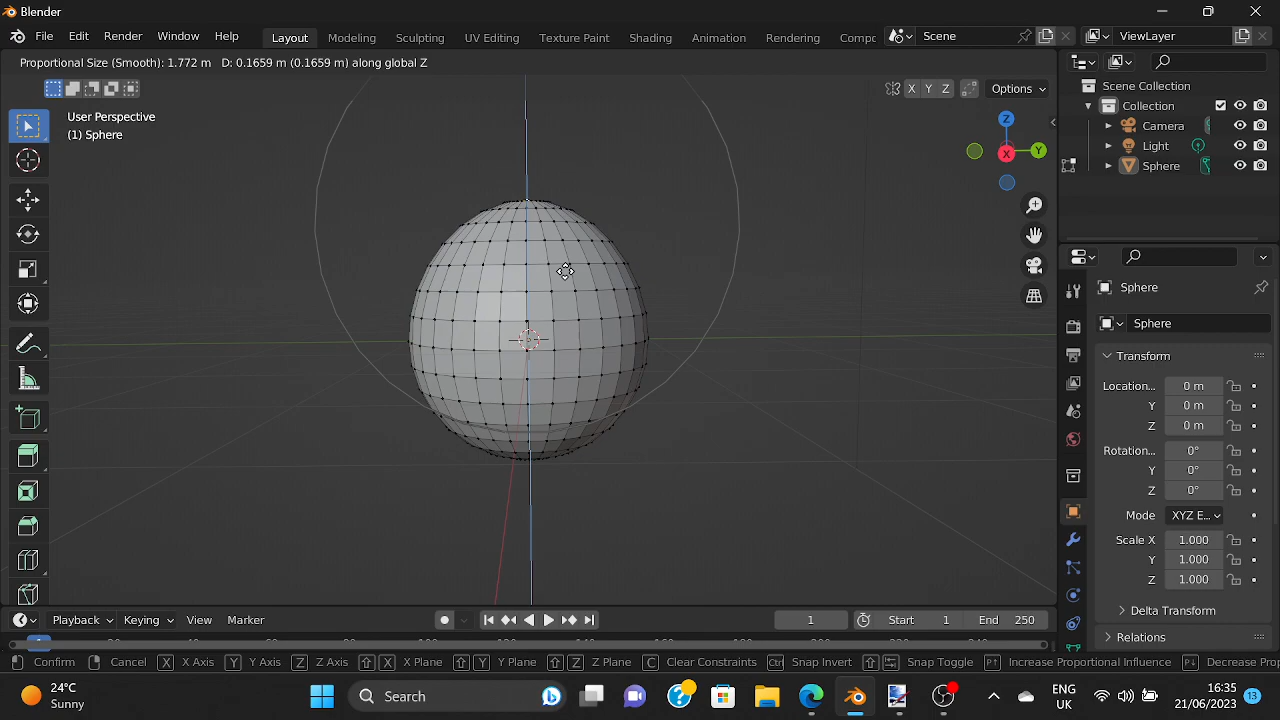 Blender
File Edit Render Window Help Layout Modeling Sculpting UV Editing Texture Paint Shading Animation Rendering Compc Scene ViewLayer
Proportional Size (Smooth): 1.772 m D: 0.1659 m (0.1659 m) along global Z
X Y Z Options
User Perspective
(1) Sphere
Z
Y
X
Scene Collection
Collection
Camera
Light
Sphere
Sphere
Sphere
Transform
Location... 0 m
Y 0 m
Z 0 m
Rotation... 0°
Y 0°
Z 0°
Mode XYZ E...
Scale X 1.000
Y 1.000
Z 1.000
Delta Transform
Relations
Playback Keying View Marker 1 Start 1 End 250
Confirm Cancel X X Axis Y Y Axis Z Z Axis X X Plane Y Y Plane Z Z Plane C Clear Constraints Ctrl Snap Invert Snap Toggle P↑ Increase Proportional Influence P↓ Decrease Prop
24°C
Sunny
Search
ENG
UK
16:35
21/06/2023
13